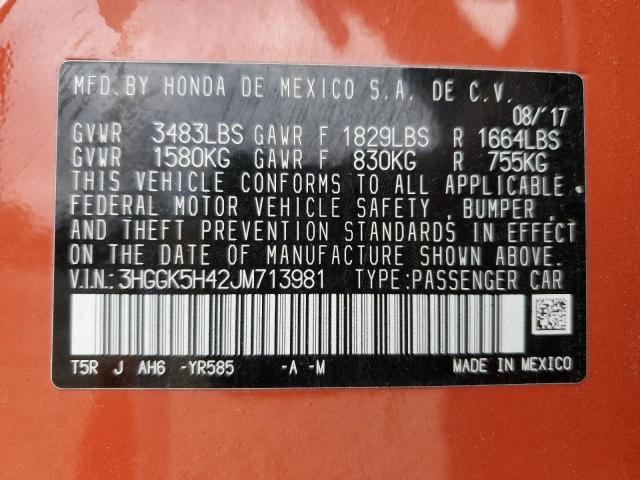 MFD. BY HONDA DE MEXICO S.A. DE C.V.
08/'17
GVWR 3483LBS GAWR F 1829LBS R 1664LBS
GVWR 1580KG GAWR F 830KG R 755KG
THIS VEHICLE CONFORMS TO ALL APPLICABLE
FEDERAL MOTOR VEHICLE SAFETY , BUMPER ,
AND THEFT PREVENTION STANDARDS IN EFFECT
ON THE DATE OF MANUFACTURE SHOWN ABOVE.
V.I.N.:3HGGK5H42JM713981 TYPE:PASSENGER CAR
T5R J AH6 -YR585 -A -M MADE IN MEXICO